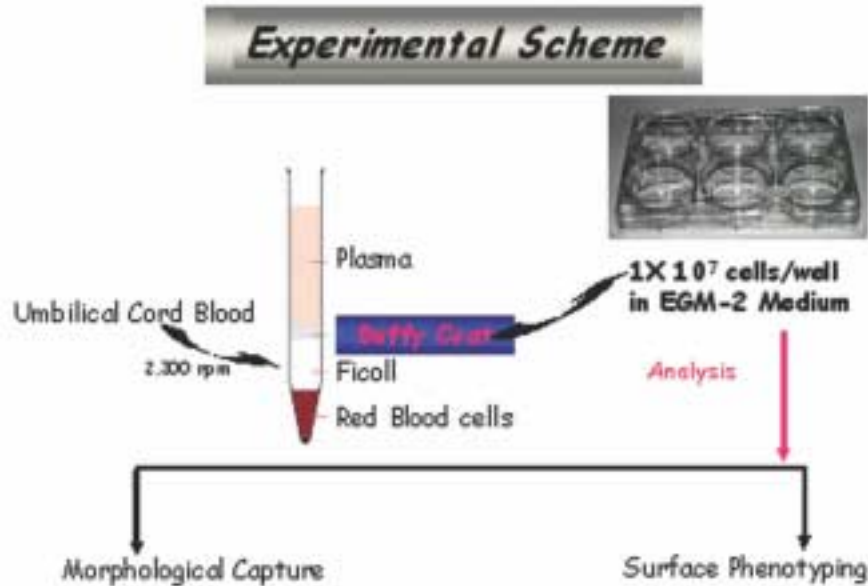 Experimental Scheme
Plasma
1X 10⁷ cells/well
in EGM-2 Medium
Umbilical Cord Blood
Buffy Coat
2.300 rpm
Ficoll
Analysis
Red Blood cells
Morphological Capture
Surface Phenotyping